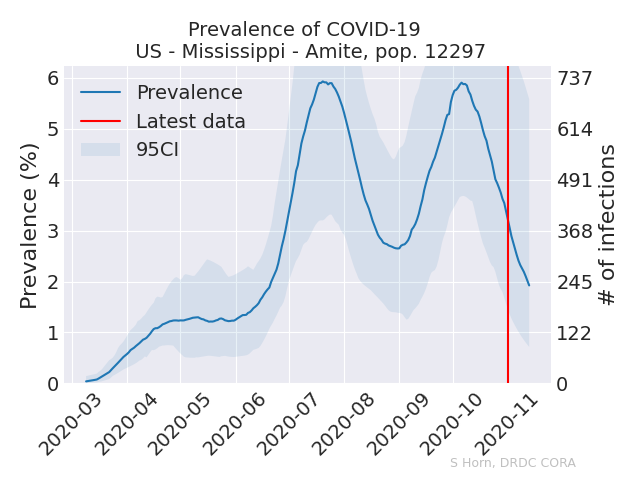 Prevalence of COVID-19
US - Mississippi - Amite, pop. 12297
Prevalence
Latest data
95CI
Prevalence (%)
6
5
4
3
2
1
0
# of infections
737
614
491
368
245
122
0
2020-03
2020-04
2020-05
2020-06
2020-07
2020-08
2020-09
2020-10
2020-11
S Horn, DRDC CORA